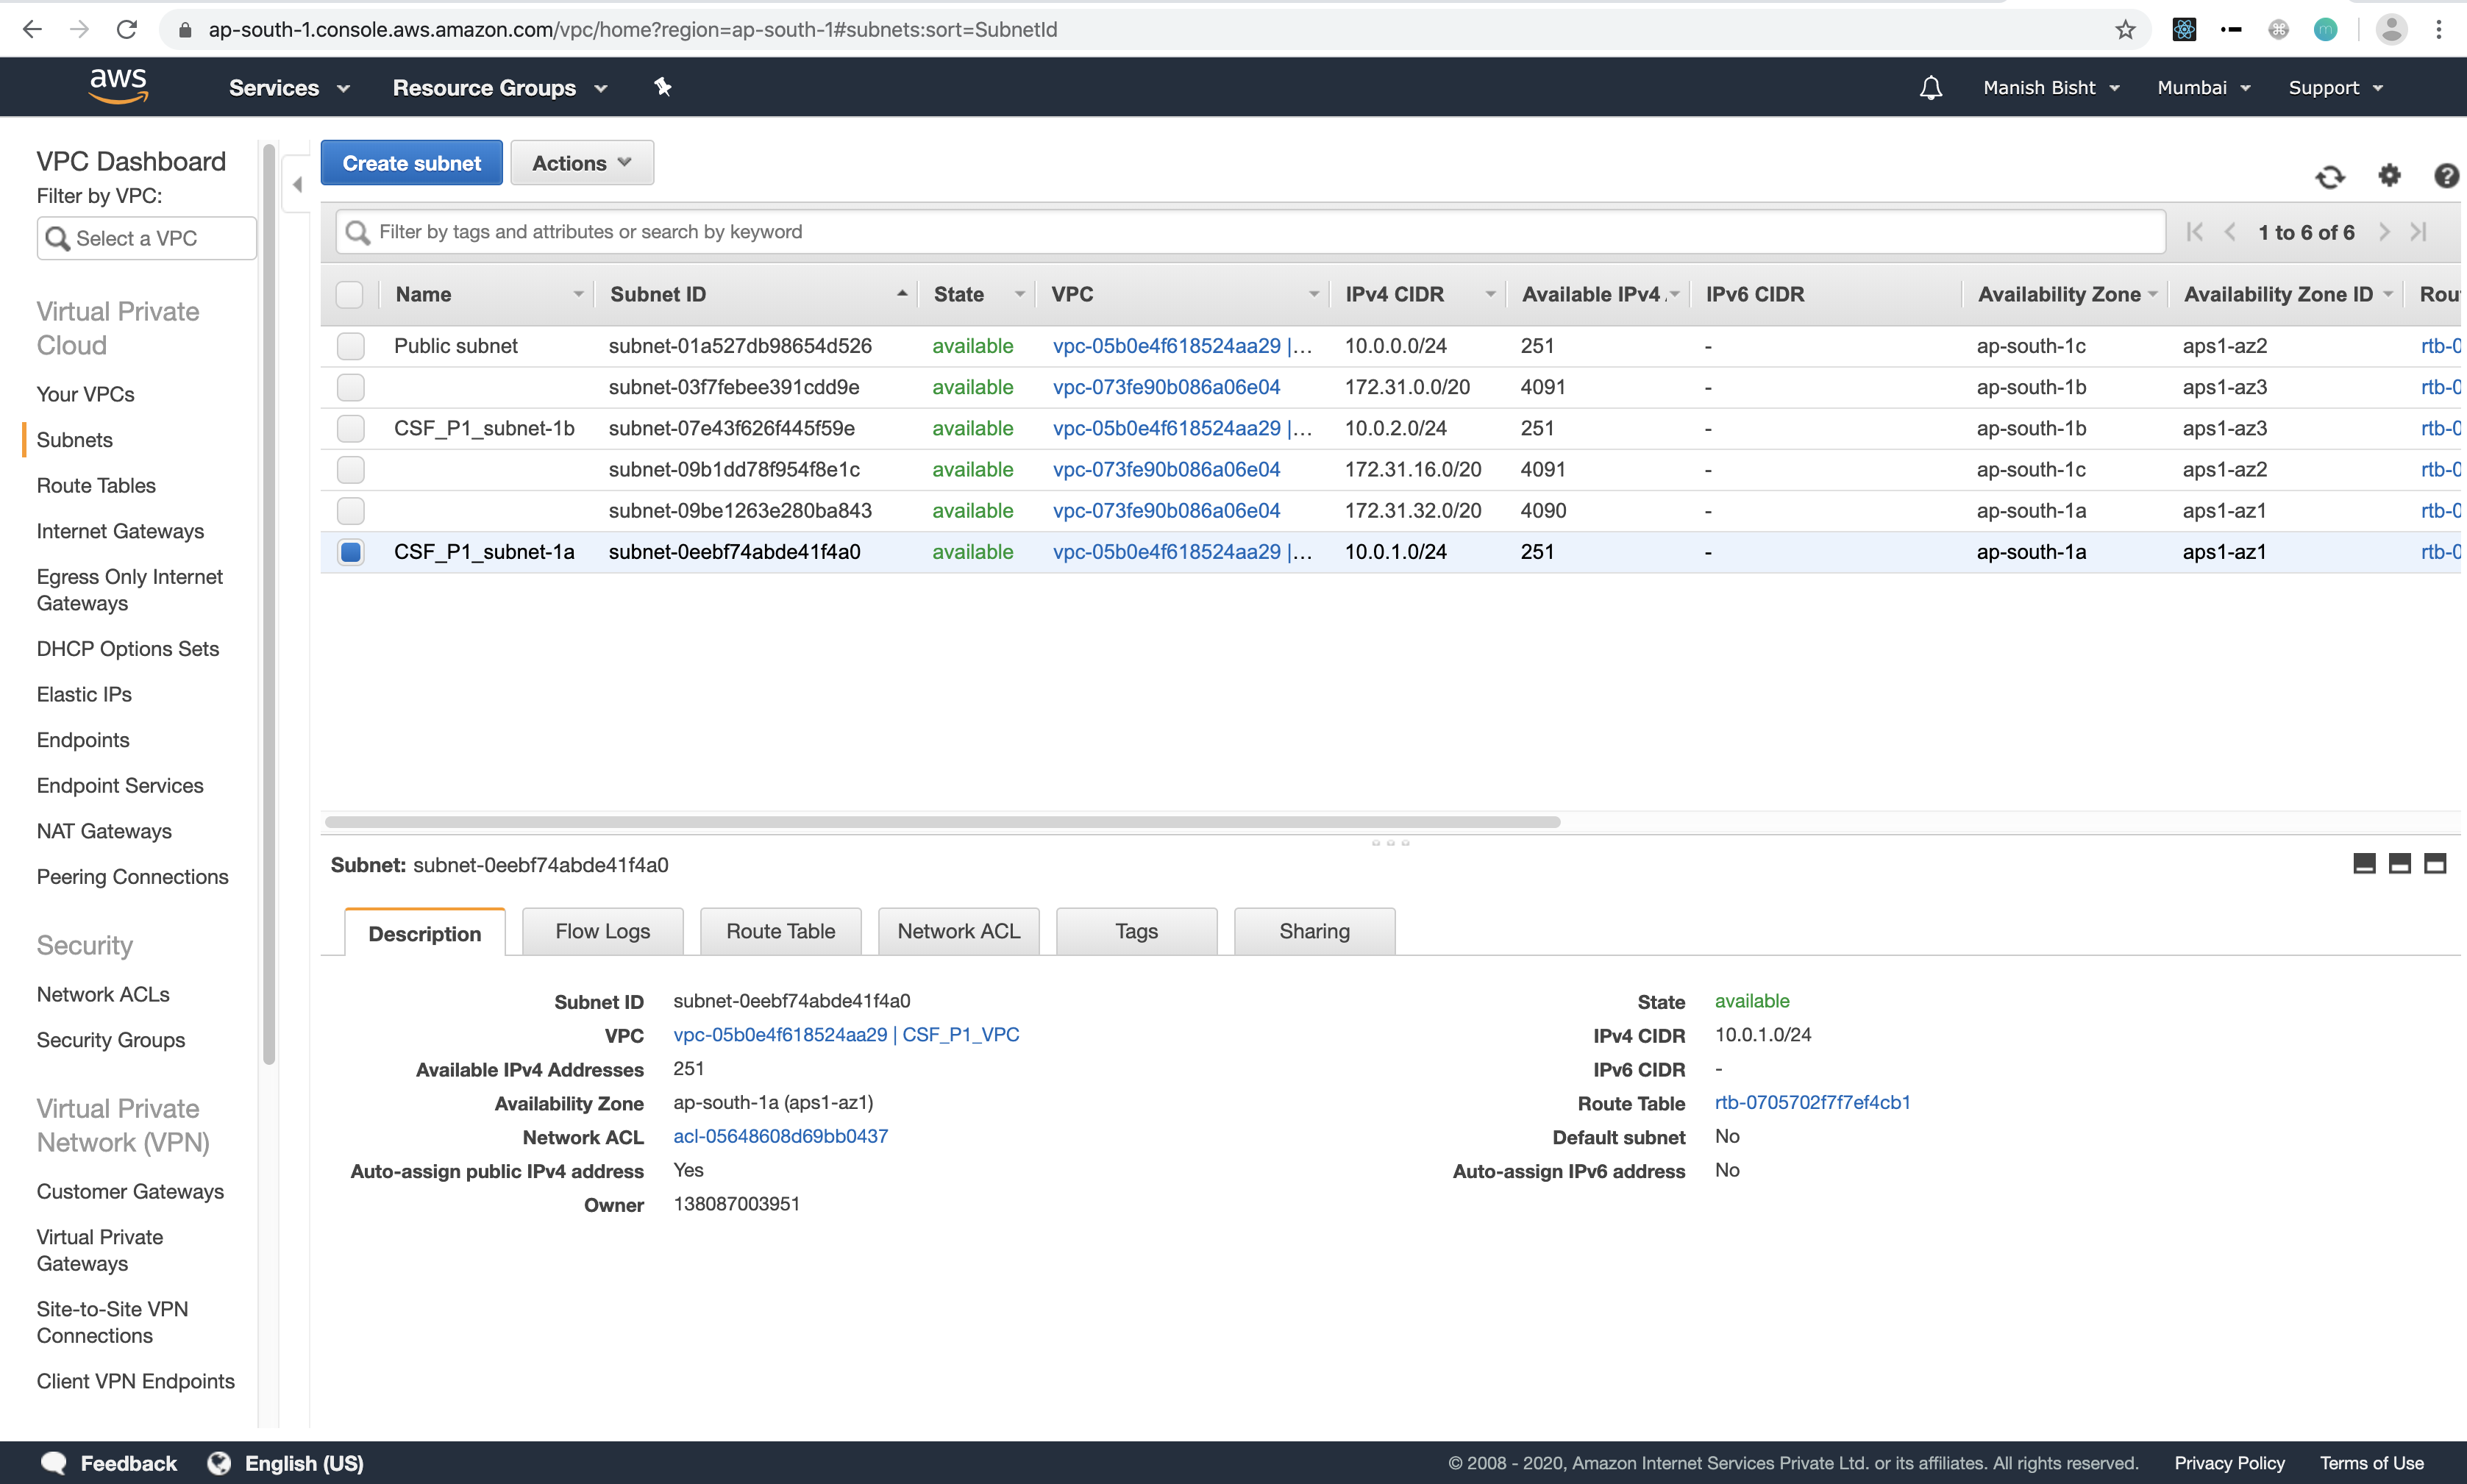 ap-south-1.console.aws.amazon.com/vpc/home?region=ap-south-1#subnets:sort=SubnetId
m
aws Services Resource Groups Manish Bisht Mumbai Support
VPC Dashboard
Filter by VPC:
Select a VPC
Virtual Private
Cloud
Your VPCs
Subnets
Route Tables
Internet Gateways
Egress Only Internet
Gateways
DHCP Options Sets
Elastic IPs
Endpoints
Endpoint Services
NAT Gateways
Peering Connections
Security
Network ACLs
Security Groups
Virtual Private
Network (VPN)
Customer Gateways
Virtual Private
Gateways
Site-to-Site VPN
Connections
Client VPN Endpoints
Create subnet Actions
Filter by tags and attributes or search by keyword 1 to 6 of 6
Name Subnet ID State VPC IPv4 CIDR Available IPv4 IPv6 CIDR Availability Zone Availability Zone ID Rou
Public subnet subnet-01a527db98654d526 available vpc-05b0e4f618524aa29 |... 10.0.0.0/24 251 - ap-south-1c aps1-az2 rtb-0
subnet-03f7febee391cdd9e available vpc-073fe90b086a06e04 172.31.0.0/20 4091 - ap-south-1b aps1-az3 rtb-0
CSF_P1_subnet-1b subnet-07e43f626f445f59e available vpc-05b0e4f618524aa29 |... 10.0.2.0/24 251 - ap-south-1b aps1-az3 rtb-0
subnet-09b1dd78f954f8e1c available vpc-073fe90b086a06e04 172.31.16.0/20 4091 - ap-south-1c aps1-az2 rtb-0
subnet-09be1263e280ba843 available vpc-073fe90b086a06e04 172.31.32.0/20 4090 - ap-south-1a aps1-az1 rtb-0
CSF_P1_subnet-1a subnet-0eebf74abde41f4a0 available vpc-05b0e4f618524aa29 |... 10.0.1.0/24 251 - ap-south-1a aps1-az1 rtb-0
Subnet: subnet-0eebf74abde41f4a0
Description Flow Logs Route Table Network ACL Tags Sharing
Subnet ID subnet-0eebf74abde41f4a0 State available
VPC vpc-05b0e4f618524aa29 | CSF_P1_VPC IPv4 CIDR 10.0.1.0/24
Available IPv4 Addresses 251 IPv6 CIDR -
Availability Zone ap-south-1a (aps1-az1) Route Table rtb-0705702f7f7ef4cb1
Network ACL acl-05648608d69bb0437 Default subnet No
Auto-assign public IPv4 address Yes Auto-assign IPv6 address No
Owner 138087003951
Feedback English (US) © 2008 - 2020, Amazon Internet Services Private Ltd. or its affiliates. All rights reserved. Privacy Policy Terms of Use